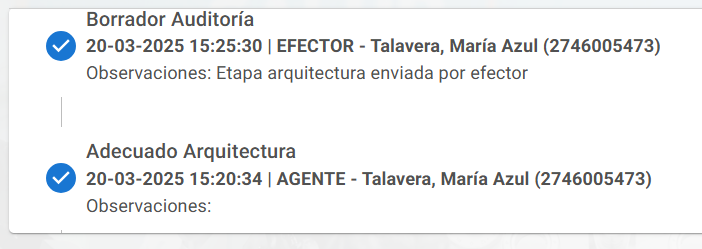 Borrador Auditoría
20-03-2025 15:25:30 | EFECTOR - Talavera, María Azul (2746005473)
Observaciones: Etapa arquitectura enviada por efector
Adecuado Arquitectura
20-03-2025 15:20:34 | AGENTE - Talavera, María Azul (2746005473)
Observaciones: